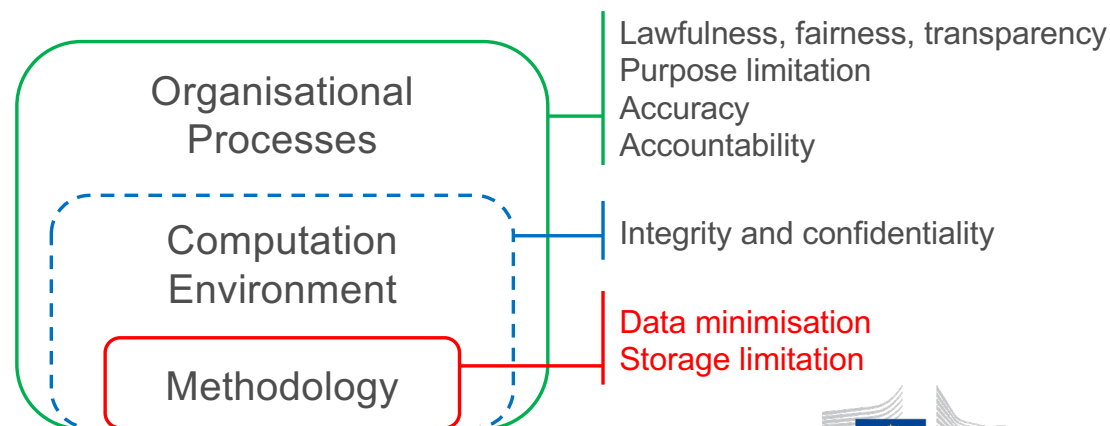 Organisational
Processes
Lawfulness, fairness, transparency
Purpose limitation
Accuracy
Accountability
Computation
Environment
Integrity and confidentiality
Methodology
Data minimisation
Storage limitation